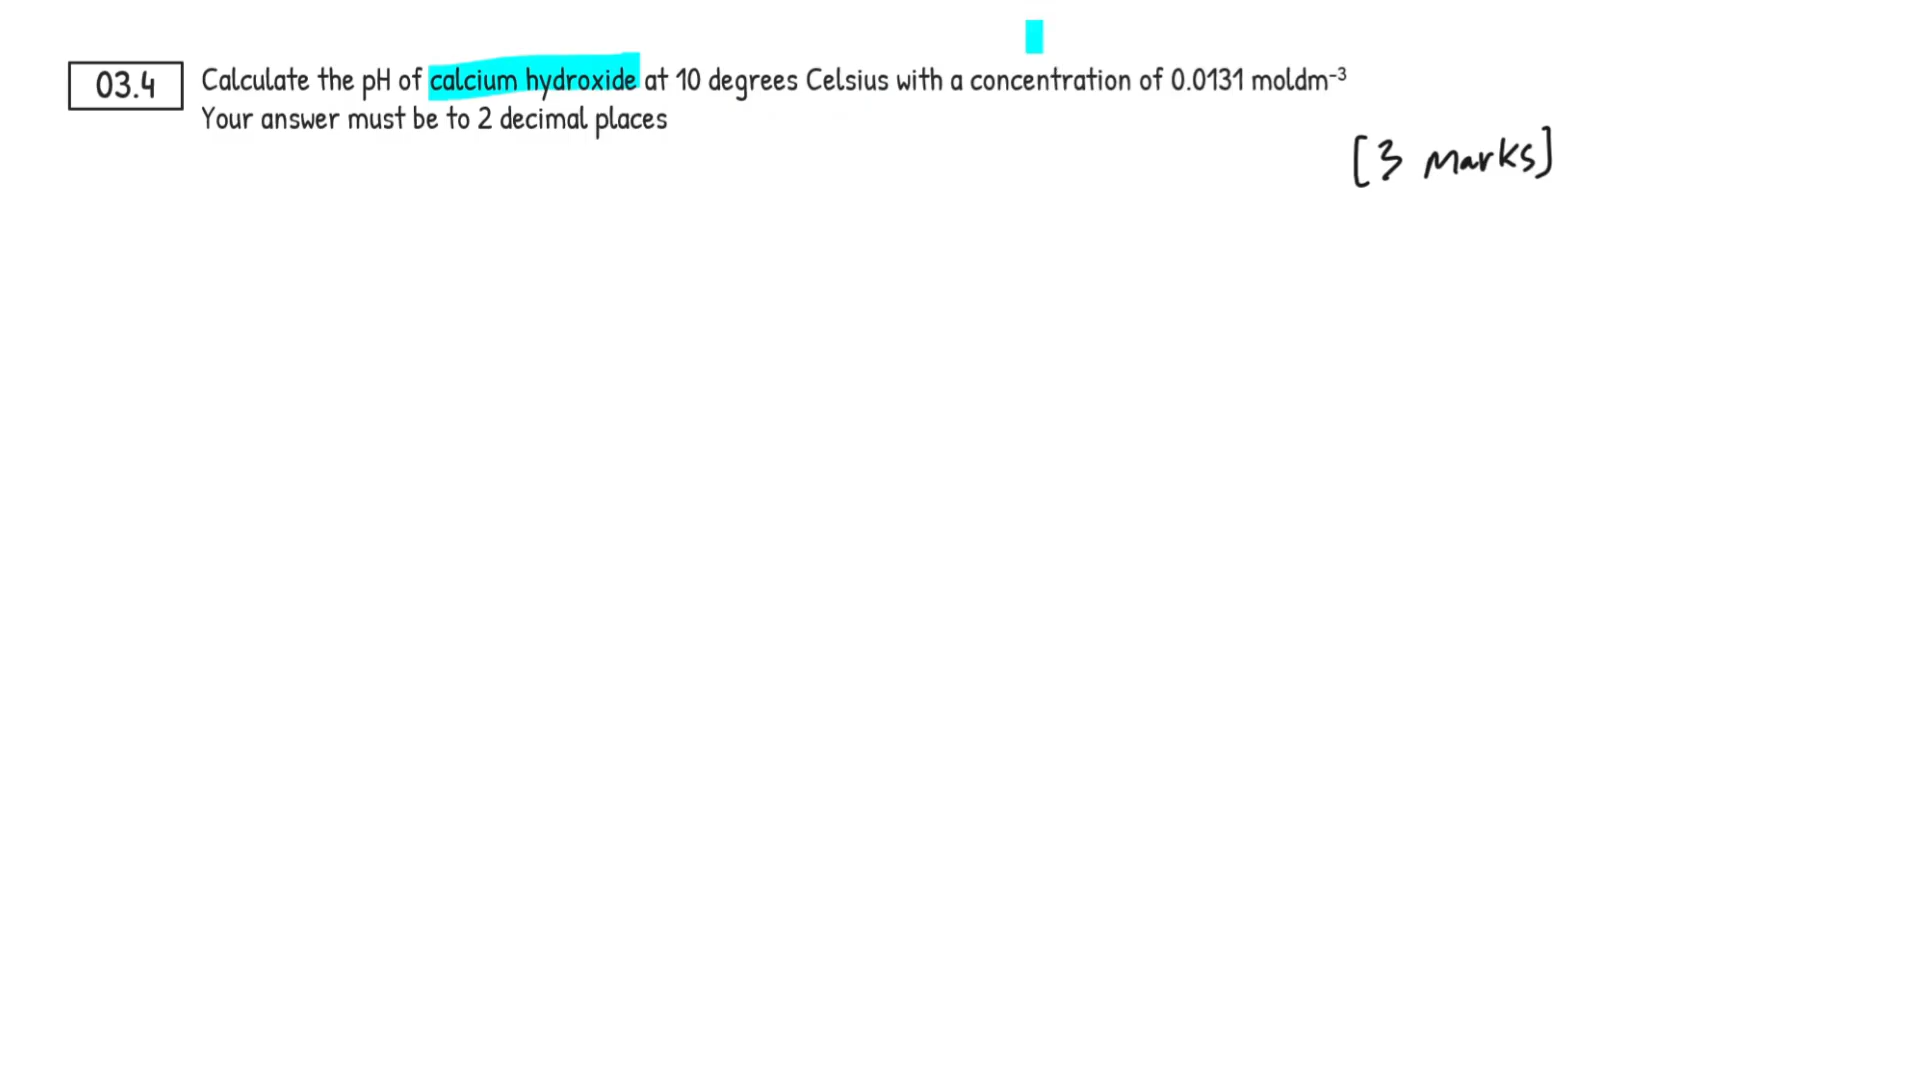 03.4 Calculate the pH of calcium hydroxide at 10 degrees Celsius with a concentration of 0.0131 moldm⁻³
Your answer must be to 2 decimal places
[3 Marks]